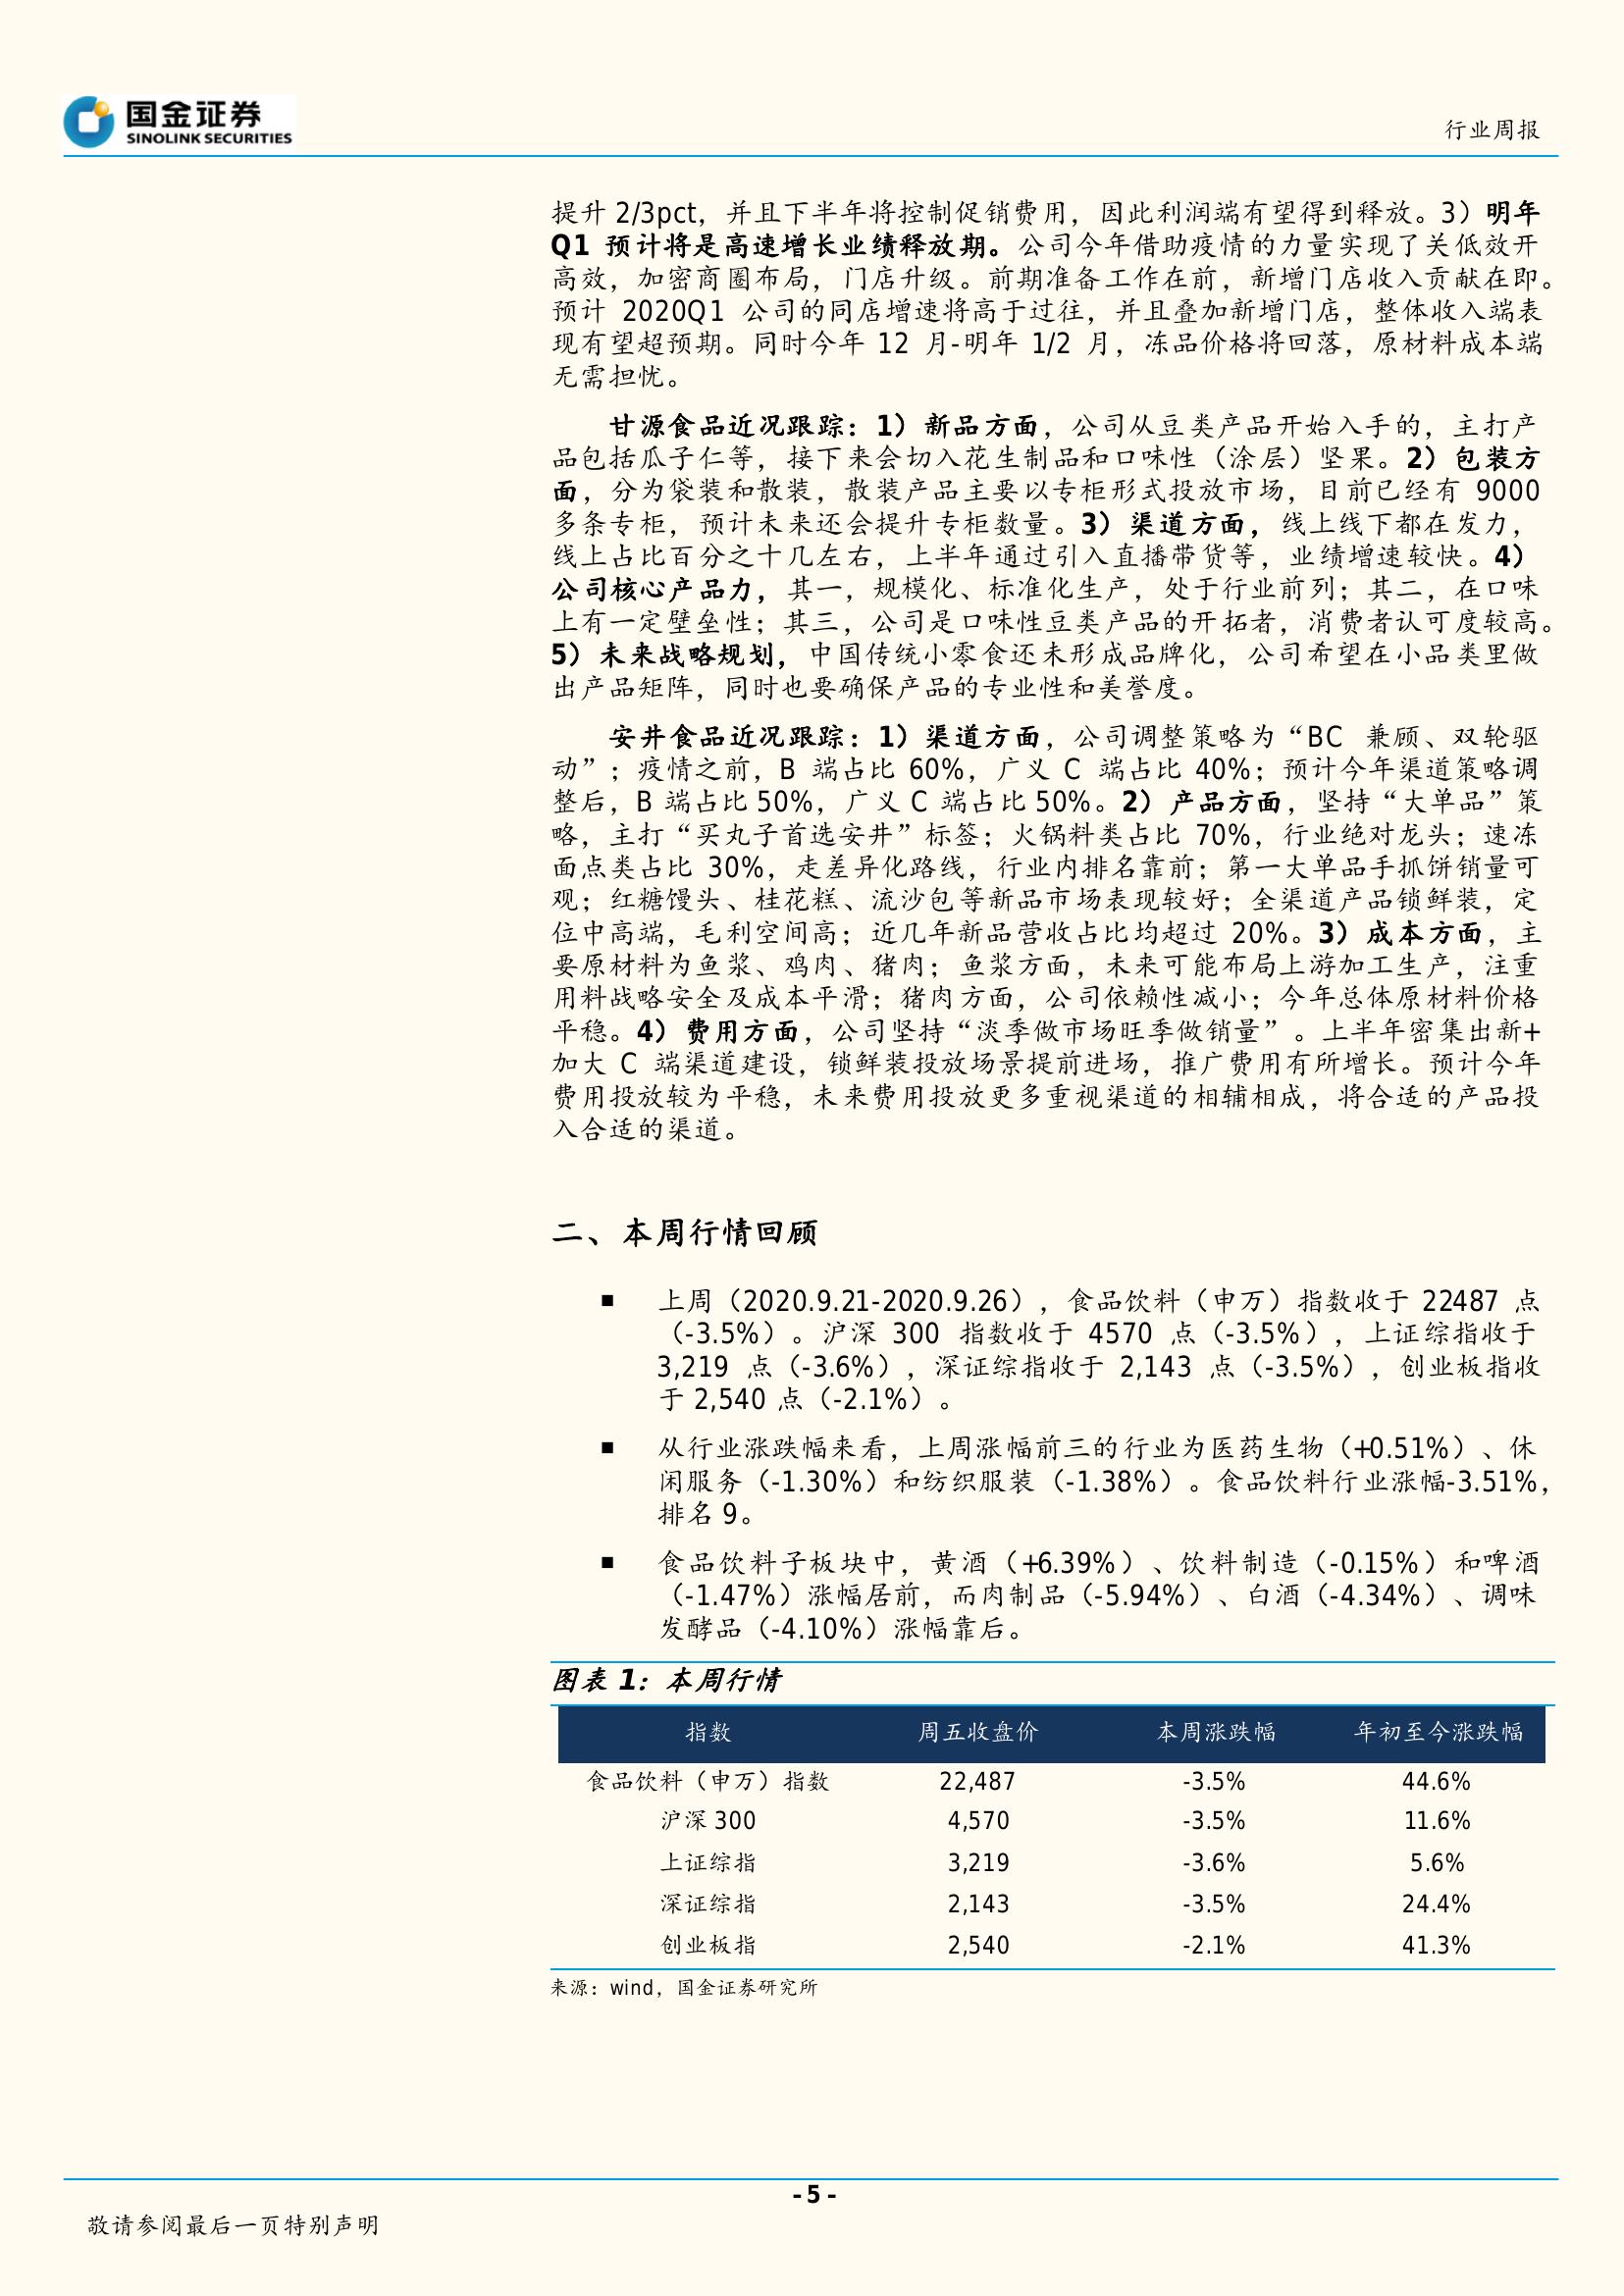 国金证券
SINOLINK SECURITIES
行业周报
提升 2/3pct，并且下半年将控制促销费用，因此利润端有望得到释放。3）明年
Q1 预计将是高速增长业绩释放期。公司今年借助疫情的力量实现了关低效开
高效，加密商圈布局，门店升级。前期准备工作在前，新增门店收入贡献在即。
预计 2020Q1 公司的同店增速将高于过往，并且叠加新增门店，整体收入端表
现有望超预期。同时今年 12 月-明年 1/2 月，冻品价格将回落，原材料成本端
无需担忧。
甘源食品近况跟踪：1）新品方面，公司从豆类产品开始入手的，主打产
品包括瓜子仁等，接下来会切入花生制品和口味性（涂层）坚果。2）包装方
面，分为袋装和散装，散装产品主要以专柜形式投放市场，目前已经有 9000
多条专柜，预计未来还会提升专柜数量。3）渠道方面，线上线下都在发力，
线上占比百分之十几左右，上半年通过引入直播带货等，业绩增速较快。4）
公司核心产品力，其一，规模化、标准化生产，处于行业前列；其二，在口味
上有一定壁垒性；其三，公司是口味性豆类产品的开拓者，消费者认可度较高。
5）未来战略规划，中国传统小零食还未形成品牌化，公司希望在小品类里做
出产品矩阵，同时也要确保产品的专业性和美誉度。
安井食品近况跟踪：1）渠道方面，公司调整策略为“BC 兼顾、双轮驱
动”；疫情之前，B 端占比 60%，广义 C 端占比 40%；预计今年渠道策略调
整后，B 端占比 50%，广义 C 端占比 50%。2）产品方面，坚持“大单品”策
略，主打“买丸子首选安井”标签；火锅料类占比 70%，行业绝对龙头；速冻
面点类占比 30%，走差异化路线，行业内排名靠前；第一大单品手抓饼销量可
观；红糖馒头、桂花糕、流沙包等新品市场表现较好；全渠道产品锁鲜装，定
位中高端，毛利空间高；近几年新品营收占比均超过 20%。3）成本方面，主
要原材料为鱼浆、鸡肉、猪肉；鱼浆方面，未来可能布局上游加工生产，注重
用料战略安全及成本平滑；猪肉方面，公司依赖性减小；今年总体原材料价格
平稳。4）费用方面，公司坚持“淡季做市场旺季做销量”。上半年密集出新+
加大 C 端渠道建设，锁鲜装投放场景提前进场，推广费用有所增长。预计今年
费用投放较为平稳，未来费用投放更多重视渠道的相辅相成，将合适的产品投
入合适的渠道。
二、本周行情回顾
■ 上周（2020.9.21-2020.9.26），食品饮料（申万）指数收于 22487 点
（-3.5%）。沪深 300 指数收于 4570 点（-3.5%），上证综指收于
3,219 点（-3.6%），深证综指收于 2,143 点（-3.5%），创业板指收
于 2,540 点（-2.1%）。
■ 从行业涨跌幅来看，上周涨幅前三的行业为医药生物（+0.51%）、休
闲服务（-1.30%）和纺织服装（-1.38%）。食品饮料行业涨幅-3.51%，
排名 9。
■ 食品饮料子板块中，黄酒（+6.39%）、饮料制造（-0.15%）和啤酒
（-1.47%）涨幅居前，而肉制品（-5.94%）、白酒（-4.34%）、调味
发酵品（-4.10%）涨幅靠后。
图表 1：本周行情
指数 周五收盘价 本周涨跌幅 年初至今涨跌幅
食品饮料（申万）指数 22,487 -3.5% 44.6%
沪深 300 4,570 -3.5% 11.6%
上证综指 3,219 -3.6% 5.6%
深证综指 2,143 -3.5% 24.4%
创业板指 2,540 -2.1% 41.3%
来源：wind，国金证券研究所
- 5 -
敬请参阅最后一页特别声明